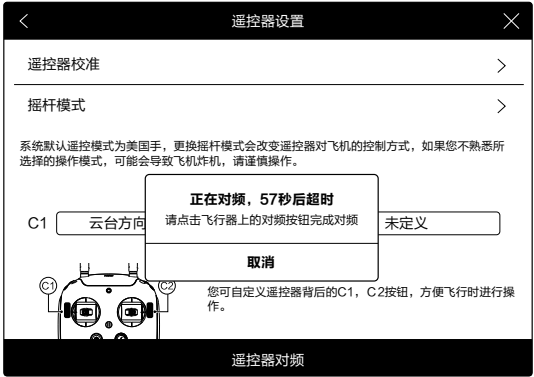 遥控器设置
遥控器校准
摇杆模式
系统默认遥控模式为美国手，更换摇杆模式会改变遥控器对飞机的控制方式，如果您不熟悉所
选择的操作模式，可能会导致飞机炸机，请谨慎操作。
正在对频，57秒后超时
请点击飞行器上的对频按钮完成对频
取消
C1 云台方向 未定义
C1 C2
您可自定义遥控器背后的C1，C2按钮，方便飞行时进行操
作。
遥控器对频